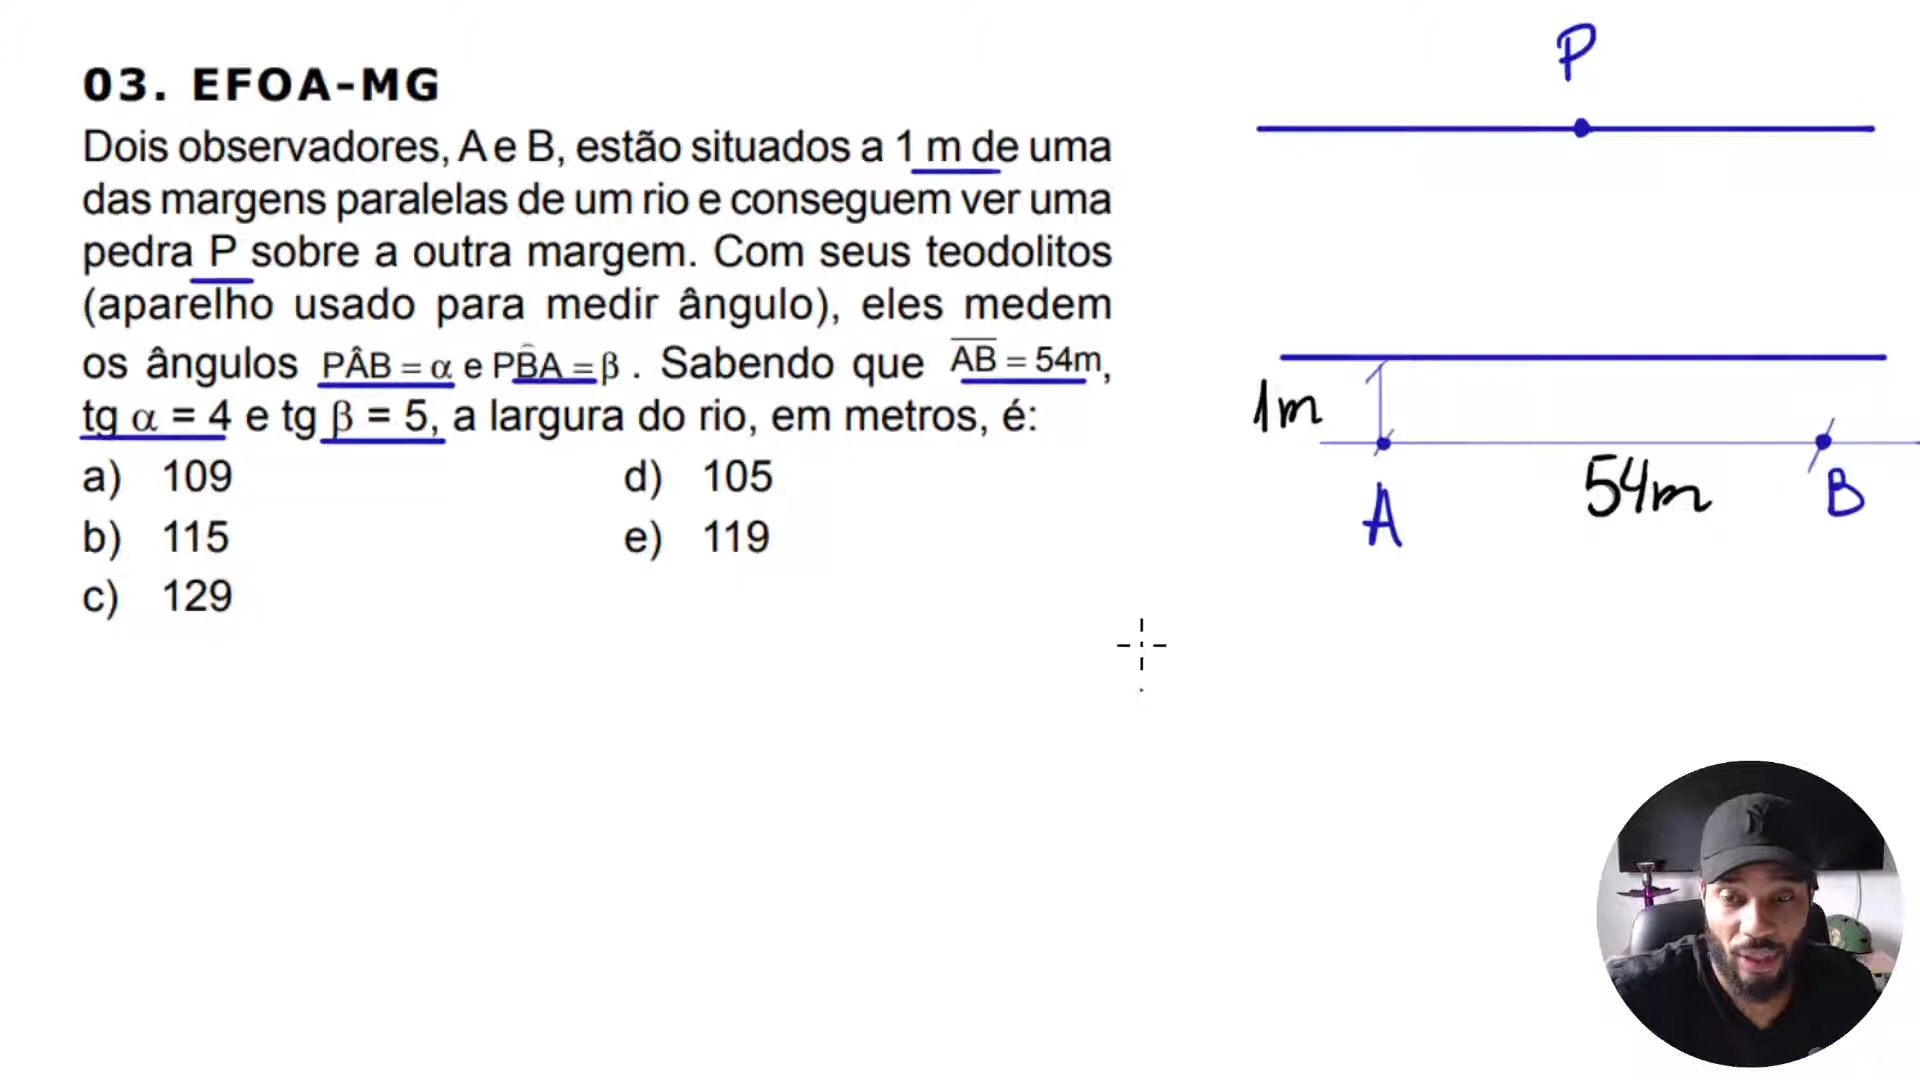 03. EFOA-MG
Dois observadores, A e B, estão situados a 1 m de uma
das margens paralelas de um rio e conseguem ver uma
pedra P sobre a outra margem. Com seus teodolitos
(aparelho usado para medir ângulo), eles medem
os ângulos PÂB = α e PB̂A = β . Sabendo que A̅B̅ = 54m,
tg α = 4 e tg β = 5, a largura do rio, em metros, é:
a) 109
b) 115
c) 129
d) 105
e) 119
P
1m
54m
A
B